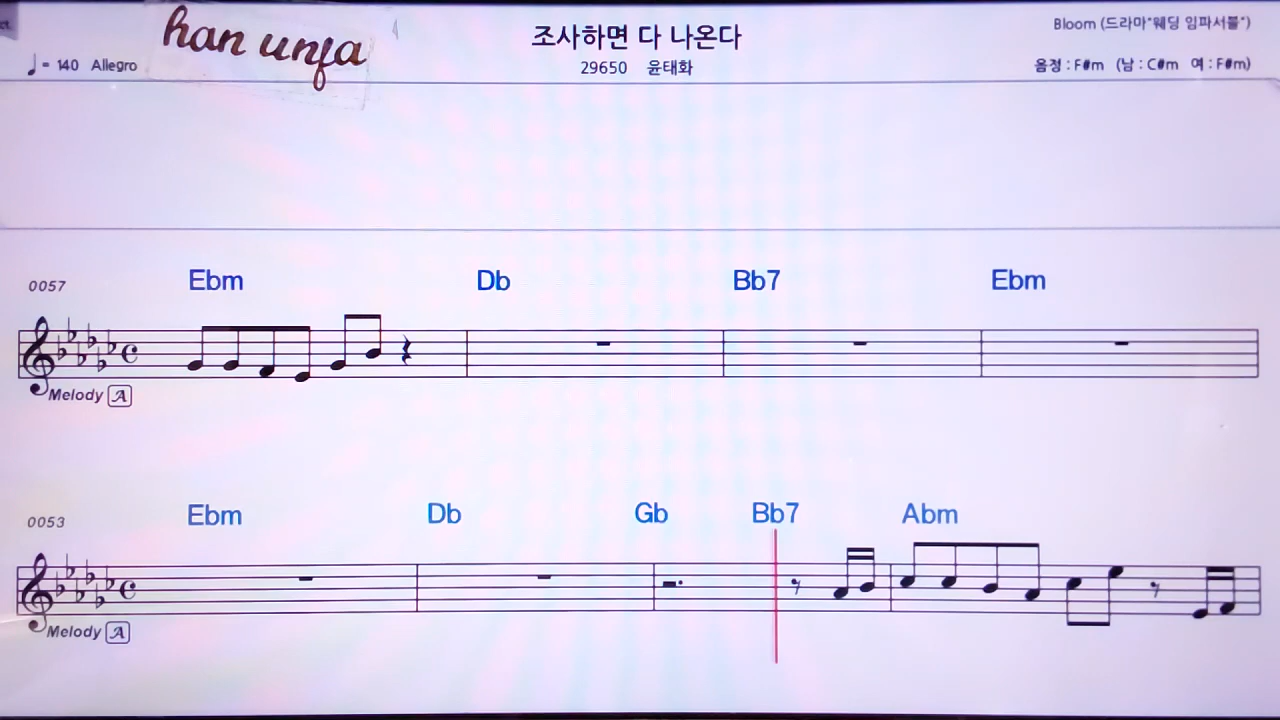 han unfa
조사하면 다 나온다
Bloom (드라마"웨딩 임파서블")
= 140 Allegro
29650 윤태화
음정 : F#m (남 : C#m 여 : F#m)
0057
Ebm Db Bb7 Ebm
Melody A
0053
Ebm Db Gb Bb7 Abm
Melody A